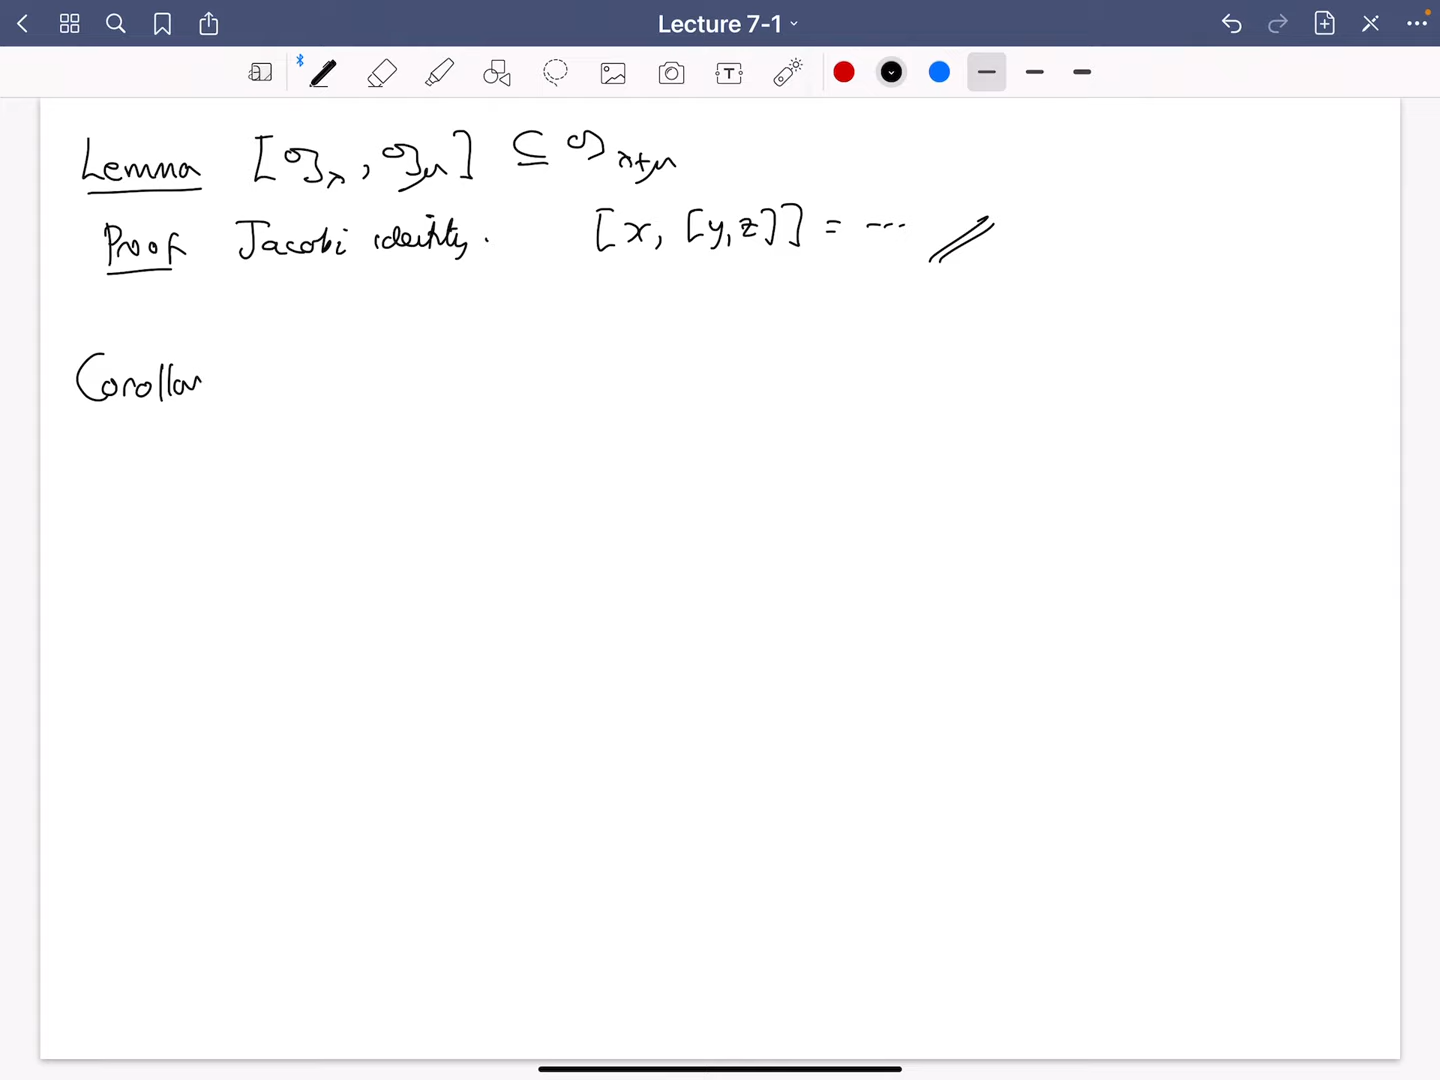 Lecture 7-1
Lemma [𝔤_λ, 𝔤_μ] ⊆ 𝔤_λ+μ
Proof Jacobi identity. [x, [y,z]] = ---
Corollar